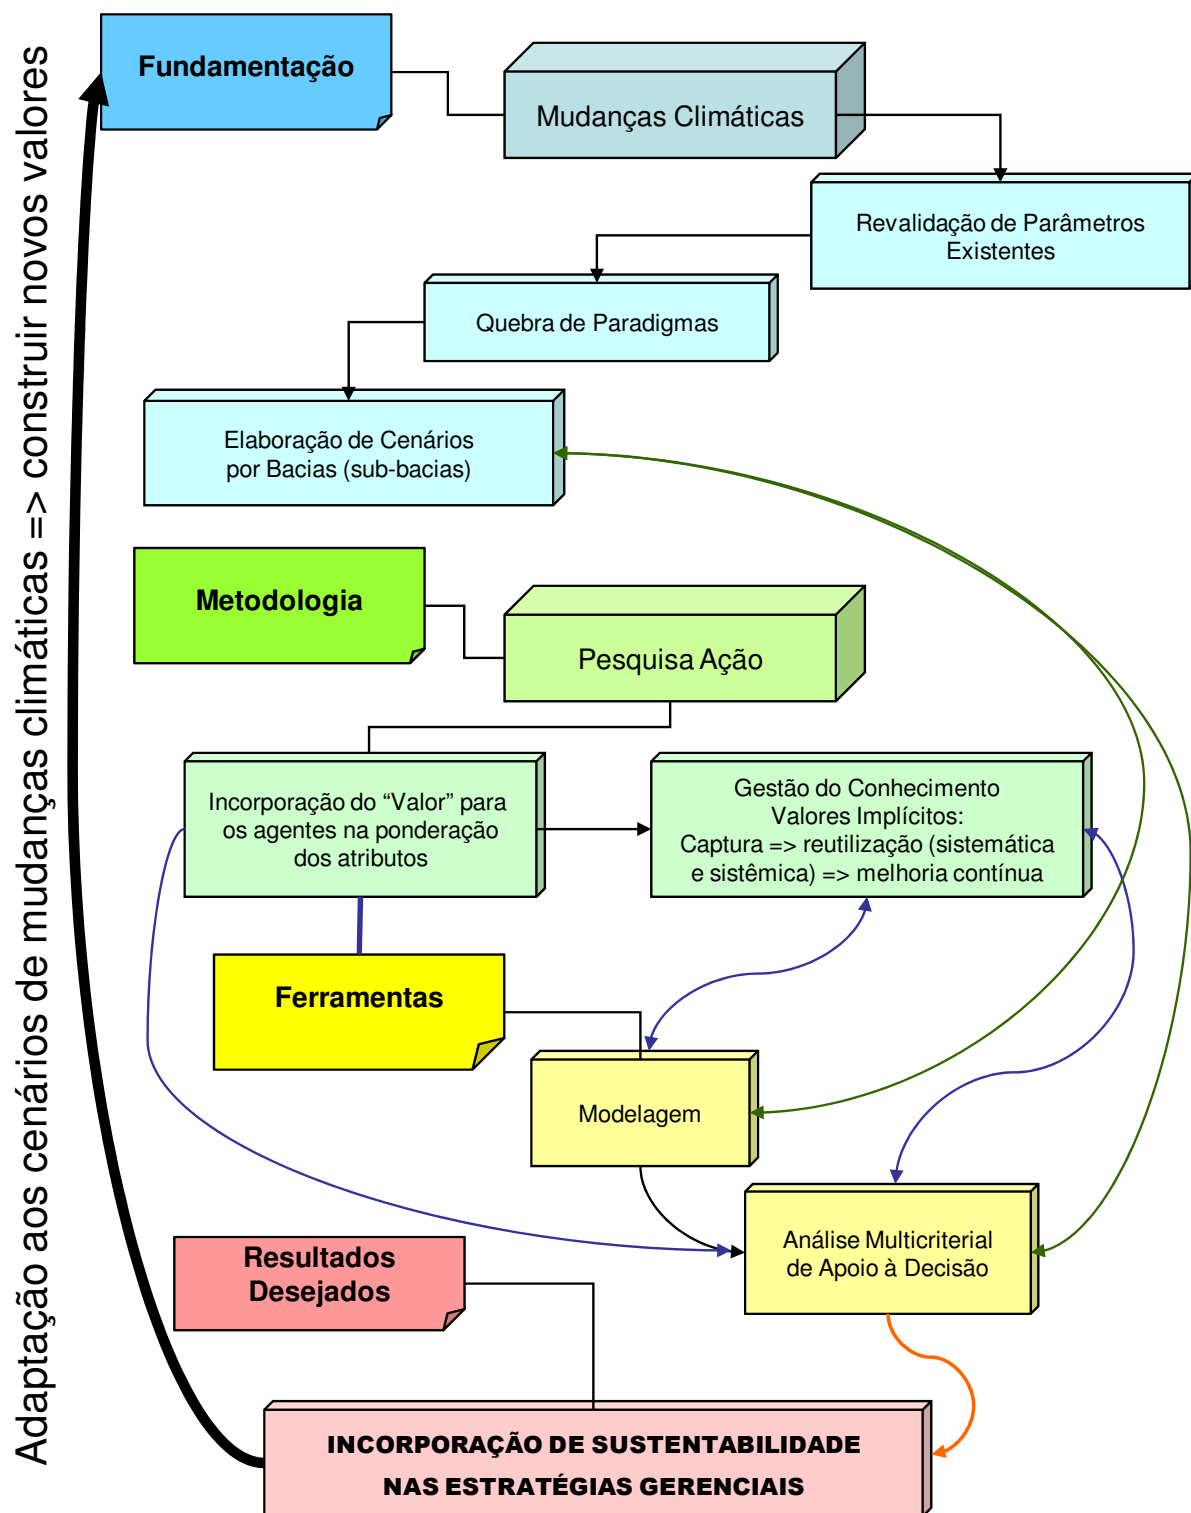 Adaptação aos cenários de mudanças climáticas => construir novos valores
Fundamentação
Mudanças Climáticas
Revalidação de Parâmetros
Existentes
Quebra de Paradigmas
Elaboração de Cenários
por Bacias (sub-bacias)
Metodologia
Pesquisa Ação
Incorporação do “Valor” para
os agentes na ponderação
dos atributos
Gestão do Conhecimento
Valores Implícitos:
Captura => reutilização (sistemática
e sistêmica) => melhoria contínua
Ferramentas
Modelagem
Análise Multicriterial
de Apoio à Decisão
Resultados
Desejados
INCORPORAÇÃO DE SUSTENTABILIDADE
NAS ESTRATÉGIAS GERENCIAIS